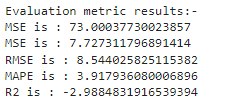 Evaluation metric results:-
MSE is : 73.00037730023857
MSE is : 7.727311796891414
RMSE is : 8.544025825115382
MAPE is : 3.917936080006896
R2 is : -2.9884831916539394